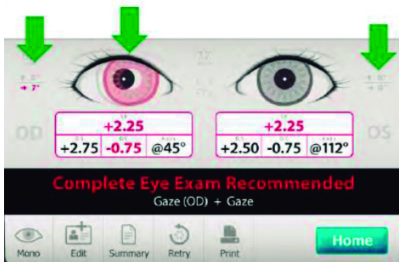 OD
OS
+2.25
+2.75 -0.75 @45°
+2.25
+2.50 -0.75 @112°
Complete Eye Exam Recommended
Gaze (OD) + Gaze
Mono
Edit
Summary
Retry
Print
Home